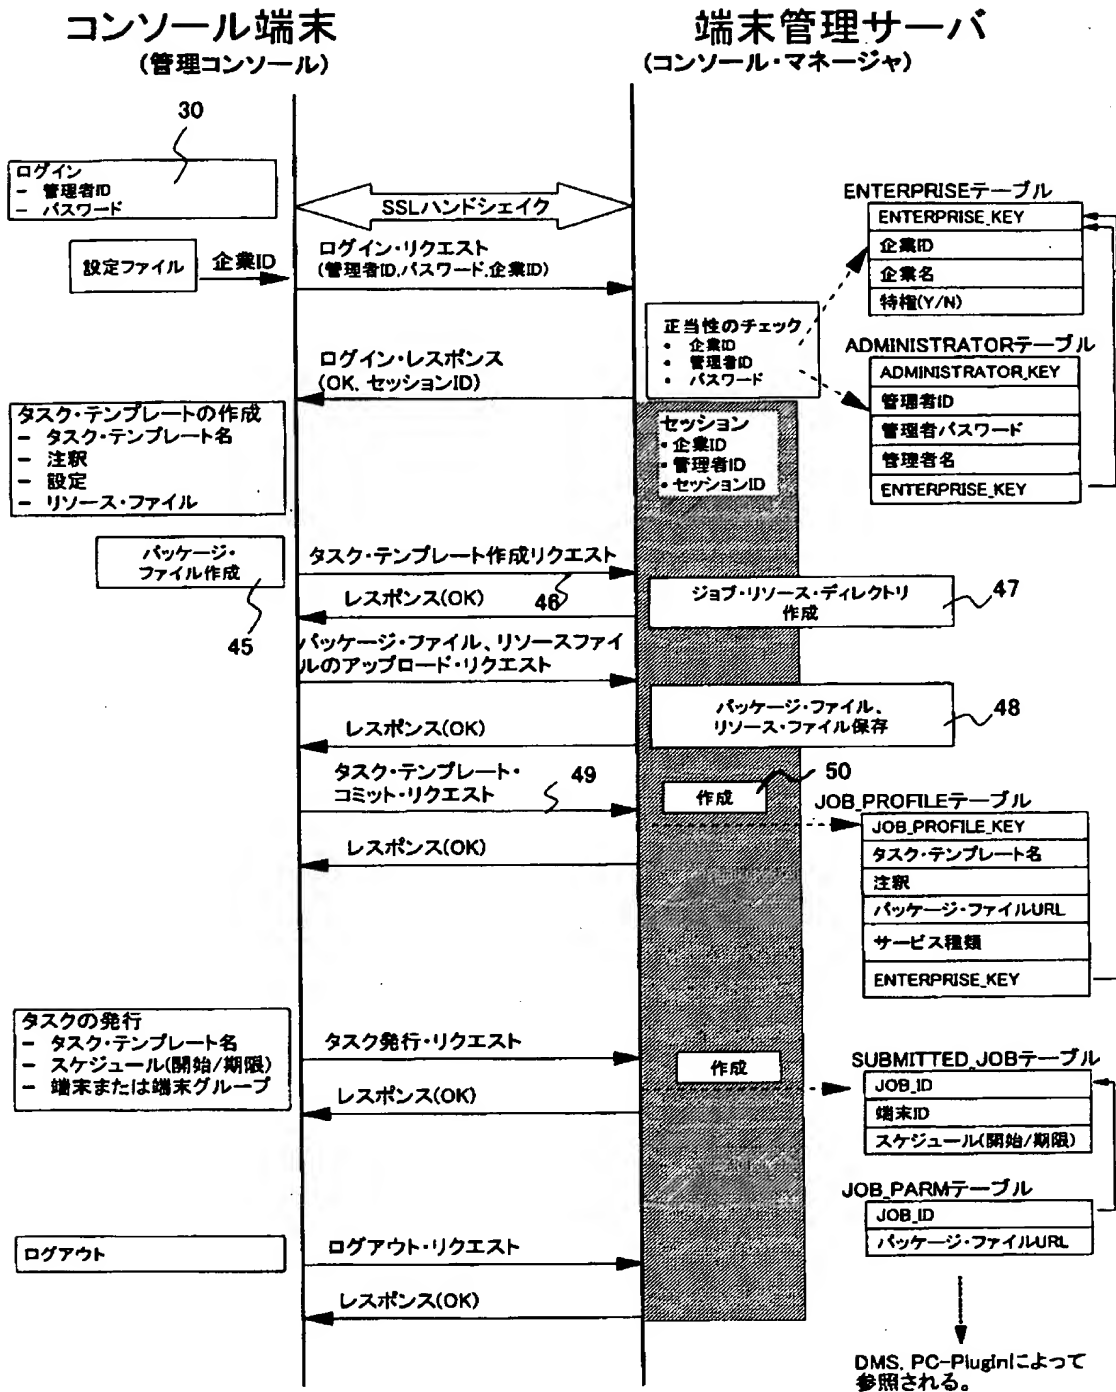 コンソール端末
(管理コンソール)
端末管理サーバ
(コンソール・マネージャ)
30
ログイン
- 管理者ID
- パスワード
SSLハンドシェイク
設定ファイル
企業ID
ログイン・リクエスト
(管理者ID,パスワード,企業ID)
ENTERPRISEテーブル
ENTERPRISE_KEY
企業ID
企業名
特権(Y/N)
正当性のチェック
• 企業ID
• 管理者ID
• パスワード
ログイン・レスポンス
(OK, セッションID)
ADMINISTRATORテーブル
ADMINISTRATOR_KEY
管理者ID
管理者パスワード
管理者名
ENTERPRISE_KEY
タスク・テンプレートの作成
- タスク・テンプレート名
- 注釈
- 設定
- リソース・ファイル
セッション
・企業ID
・管理者ID
・セッションID
パッケージ・
ファイル作成
45
タスク・テンプレート作成リクエスト
46
レスポンス(OK)
ジョブ・リソース・ディレクトリ
作成
47
パッケージ・ファイル、リソースファイ
ルのアップロード・リクエスト
パッケージ・ファイル、
リソース・ファイル保存
48
レスポンス(OK)
タスク・テンプレート・
コミット・リクエスト
49
作成
50
レスポンス(OK)
JOB_PROFILEテーブル
JOB_PROFILE_KEY
タスク・テンプレート名
注釈
パッケージ・ファイルURL
サービス種類
ENTERPRISE_KEY
タスクの発行
- タスク・テンプレート名
- スケジュール(開始/期限)
- 端末または端末グループ
タスク発行・リクエスト
作成
レスポンス(OK)
SUBMITTED_JOBテーブル
JOB_ID
端末ID
スケジュール(開始/期限)
JOB_PARMテーブル
JOB_ID
パッケージ・ファイルURL
ログアウト
ログアウト・リクエスト
レスポンス(OK)
DMS, PC-Pluginによって
参照される。